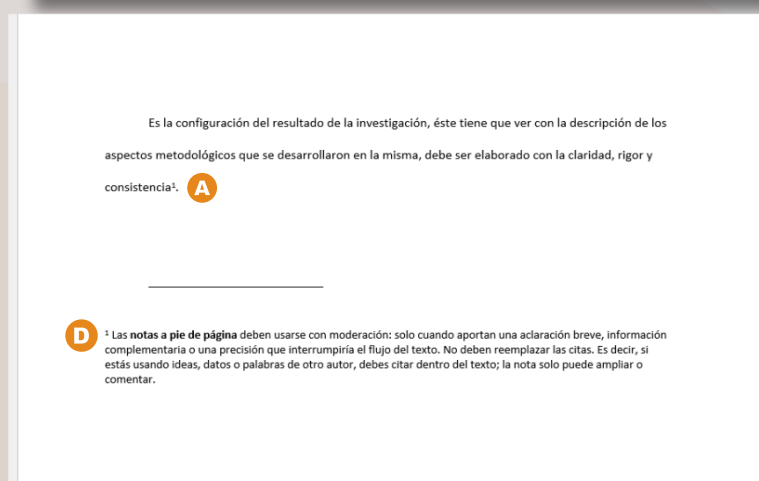 Es la configuración del resultado de la investigación, éste tiene que ver con la descripción de los
aspectos metodológicos que se desarrollaron en la misma, debe ser elaborado con la claridad, rigor y
consistencia¹. A
D ¹ Las notas a pie de página deben usarse con moderación: solo cuando aportan una aclaración breve, información
complementaria o una precisión que interrumpiría el flujo del texto. No deben reemplazar las citas. Es decir, si
estás usando ideas, datos o palabras de otro autor, debes citar dentro del texto; la nota solo puede ampliar o
comentar.